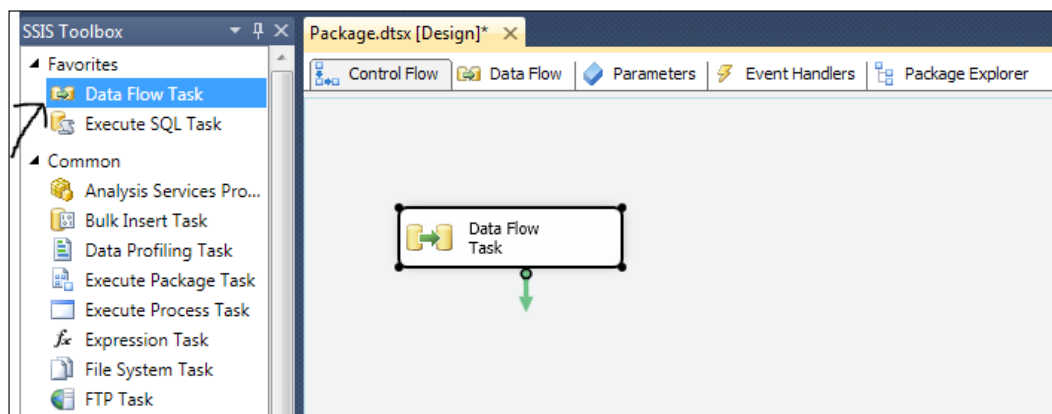 SSIS Toolbox
Favorites
Data Flow Task
Execute SQL Task
Common
Analysis Services Pro...
Bulk Insert Task
Data Profiling Task
Execute Package Task
Execute Process Task
Expression Task
File System Task
FTP Task
Package.dtsx [Design]*
Control Flow Data Flow Parameters Event Handlers Package Explorer
Data Flow
Task